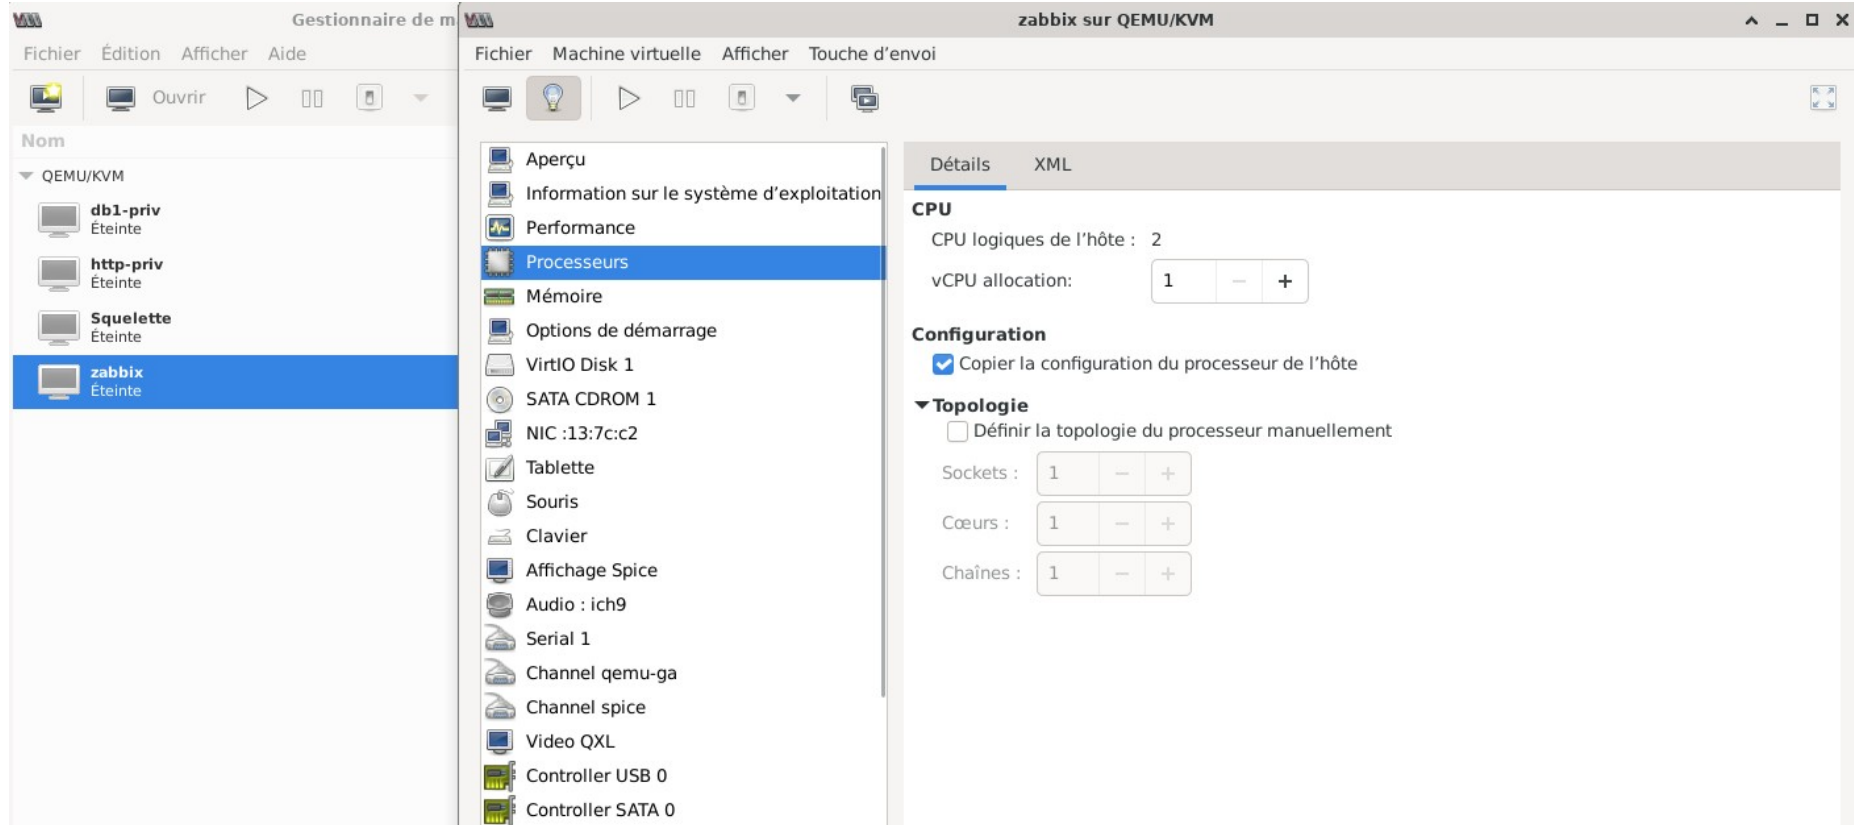 Gestionnaire de m
Fichier Édition Afficher Aide
Ouvrir
Nom
QEMU/KVM
db1-priv
Éteinte
http-priv
Éteinte
Squelette
Éteinte
zabbix
Éteinte
zabbix sur QEMU/KVM
Fichier Machine virtuelle Afficher Touche d’envoi
Aperçu
Information sur le système d’exploitation
Performance
Processeurs
Mémoire
Options de démarrage
VirtIO Disk 1
SATA CDROM 1
NIC :13:7c:c2
Tablette
Souris
Clavier
Affichage Spice
Audio : ich9
Serial 1
Channel qemu-ga
Channel spice
Video QXL
Controller USB 0
Controller SATA 0
Détails XML
CPU
CPU logiques de l’hôte : 2
vCPU allocation: 1 − +
Configuration
Copier la configuration du processeur de l’hôte
Topologie
Définir la topologie du processeur manuellement
Sockets : 1 − +
Cœurs : 1 − +
Chaînes : 1 − +